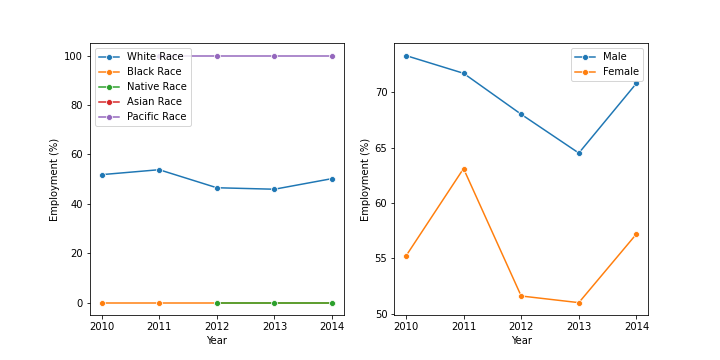 White Race
Black Race
Native Race
Asian Race
Pacific Race
100
80
60
40
20
0
Employment (%)
2010 2011 2012 2013 2014
Year
Male
Female
70
65
60
55
50
Employment (%)
2010 2011 2012 2013 2014
Year